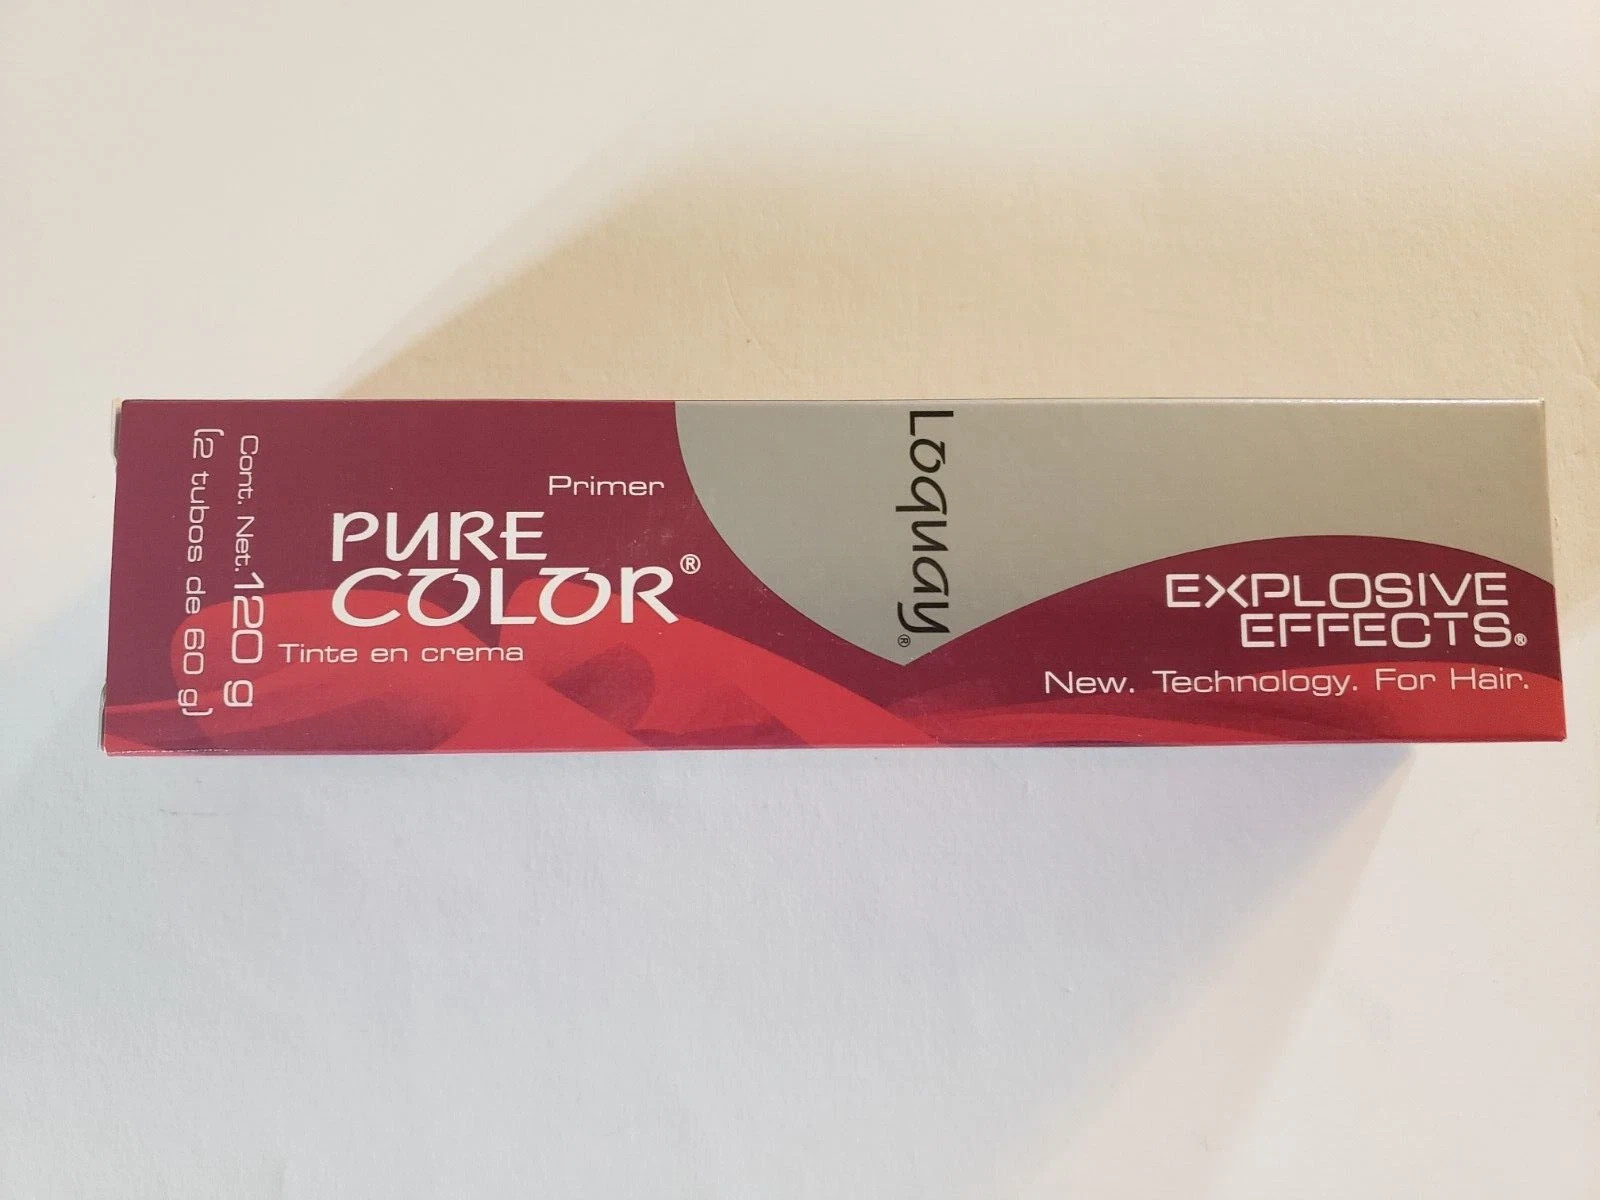 Cont. Net. 120 g
(2 tubos de 60 g)
Primer
PURE
COLOR®
Tinte en crema
Loquay®
EXPLOSIVE
EFFECTS®
New. Technology. For Hair.